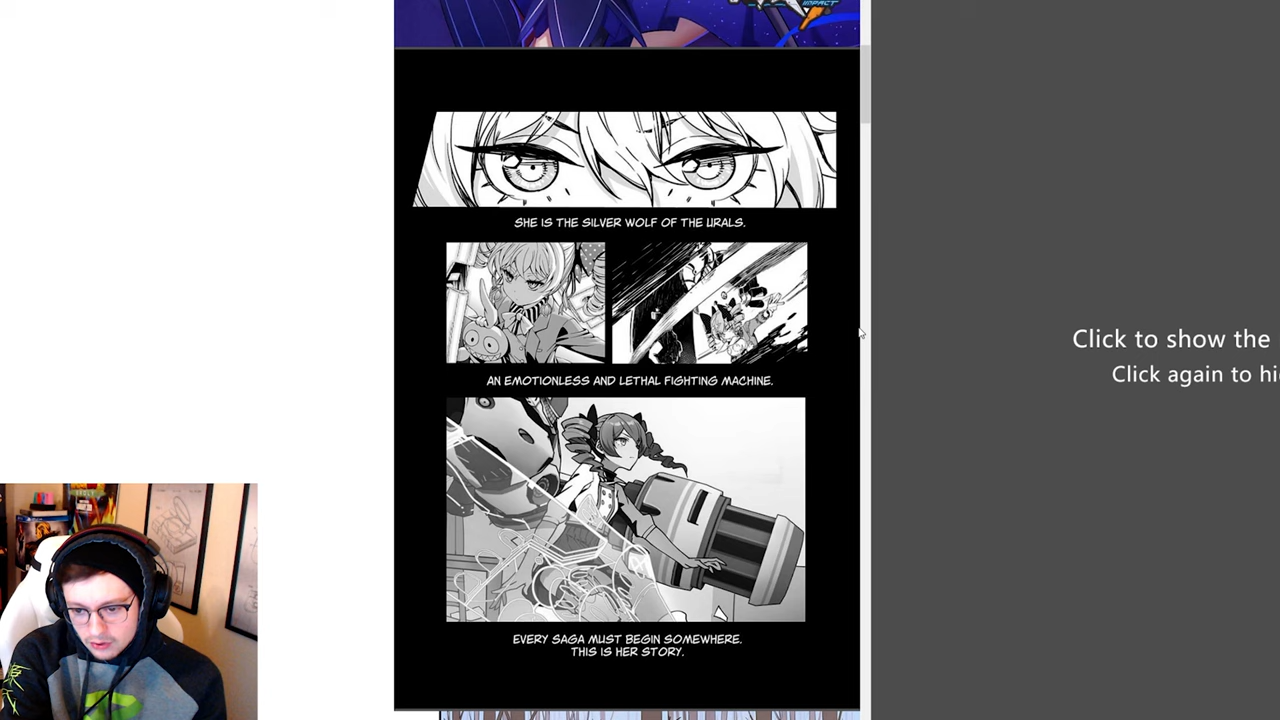 IMPACT
SHE IS THE SILVER WOLF OF THE URALS.
AN EMOTIONLESS AND LETHAL FIGHTING MACHINE.
EVERY SAGA MUST BEGIN SOMEWHERE.
THIS IS HER STORY.
Click to show the
Click again to hi